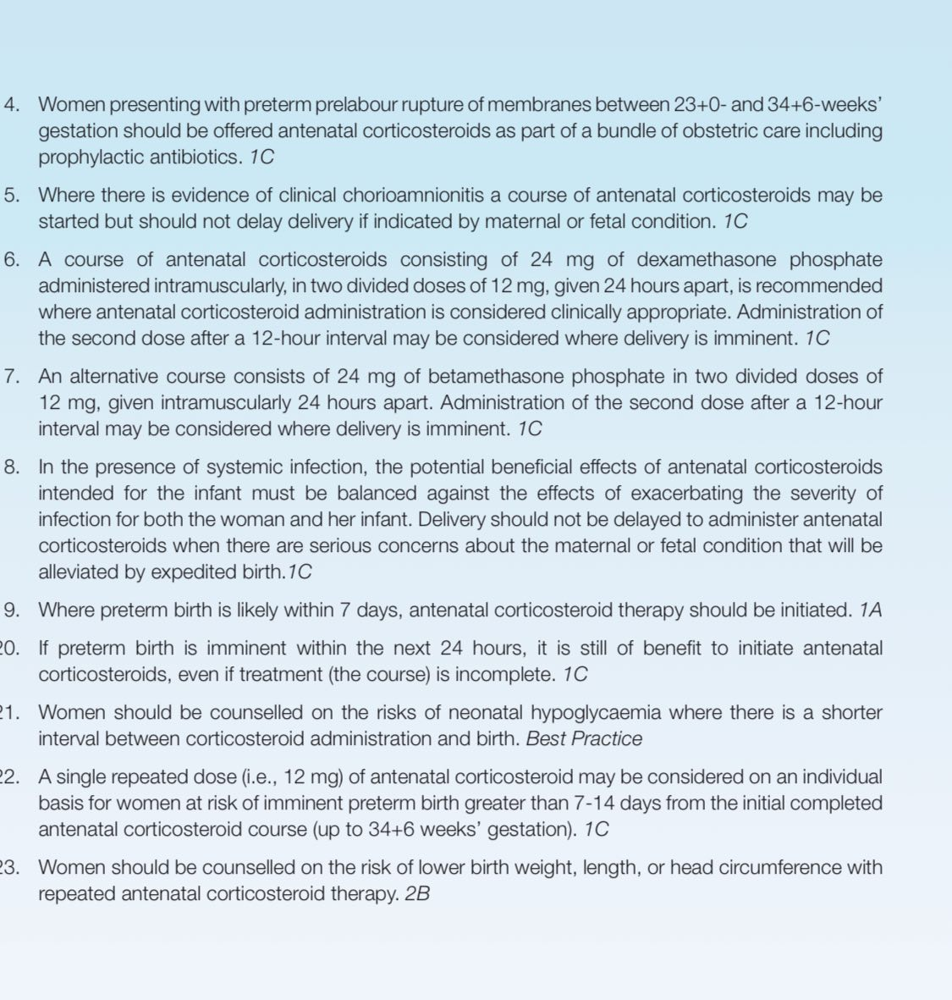 4. Women presenting with preterm prelabour rupture of membranes between 23+0- and 34+6-weeks’
gestation should be offered antenatal corticosteroids as part of a bundle of obstetric care including
prophylactic antibiotics. 1C
5. Where there is evidence of clinical chorioamnionitis a course of antenatal corticosteroids may be
started but should not delay delivery if indicated by maternal or fetal condition. 1C
6. A course of antenatal corticosteroids consisting of 24 mg of dexamethasone phosphate
administered intramuscularly, in two divided doses of 12 mg, given 24 hours apart, is recommended
where antenatal corticosteroid administration is considered clinically appropriate. Administration of
the second dose after a 12-hour interval may be considered where delivery is imminent. 1C
7. An alternative course consists of 24 mg of betamethasone phosphate in two divided doses of
12 mg, given intramuscularly 24 hours apart. Administration of the second dose after a 12-hour
interval may be considered where delivery is imminent. 1C
8. In the presence of systemic infection, the potential beneficial effects of antenatal corticosteroids
intended for the infant must be balanced against the effects of exacerbating the severity of
infection for both the woman and her infant. Delivery should not be delayed to administer antenatal
corticosteroids when there are serious concerns about the maternal or fetal condition that will be
alleviated by expedited birth.1C
9. Where preterm birth is likely within 7 days, antenatal corticosteroid therapy should be initiated. 1A
20. If preterm birth is imminent within the next 24 hours, it is still of benefit to initiate antenatal
corticosteroids, even if treatment (the course) is incomplete. 1C
21. Women should be counselled on the risks of neonatal hypoglycaemia where there is a shorter
interval between corticosteroid administration and birth. Best Practice
22. A single repeated dose (i.e., 12 mg) of antenatal corticosteroid may be considered on an individual
basis for women at risk of imminent preterm birth greater than 7-14 days from the initial completed
antenatal corticosteroid course (up to 34+6 weeks’ gestation). 1C
23. Women should be counselled on the risk of lower birth weight, length, or head circumference with
repeated antenatal corticosteroid therapy. 2B